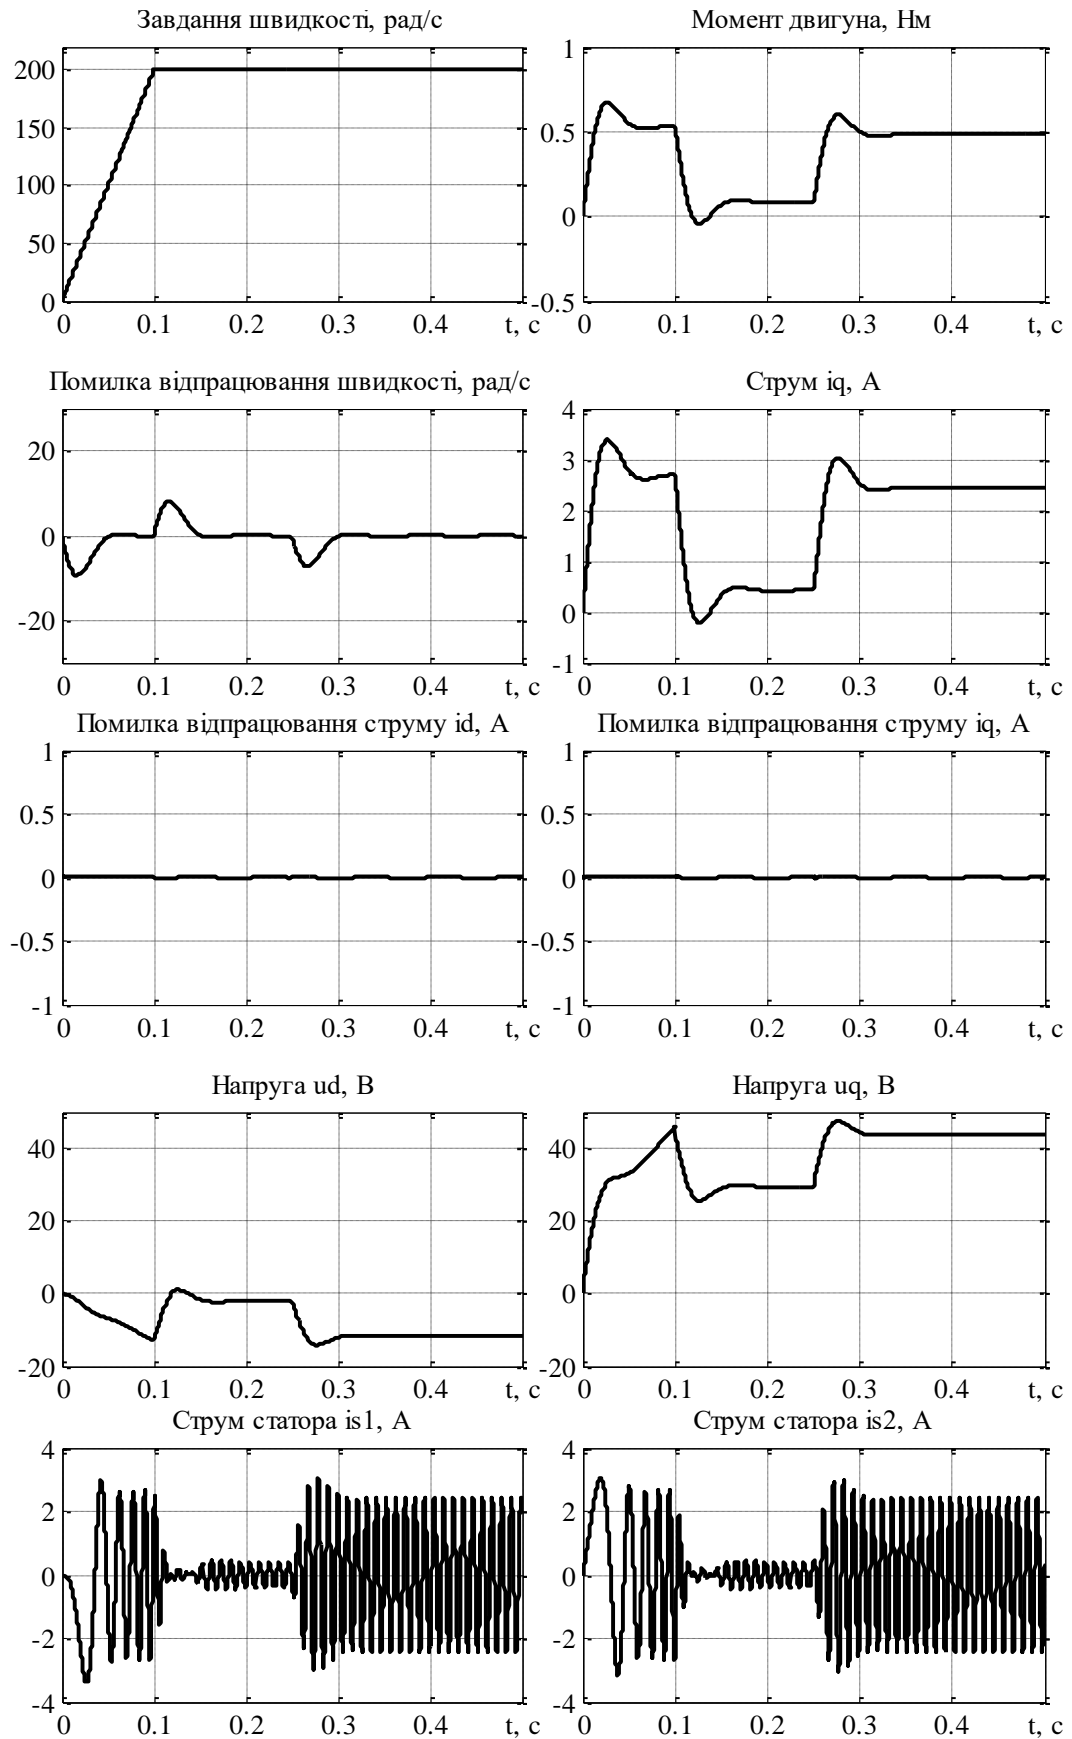 Завдання швидкості, рад/с
Момент двигуна, Нм
200
150
100
50
0
0 0.1 0.2 0.3 0.4 t, с
1
0.5
0
-0.5
0 0.1 0.2 0.3 0.4 t, с
Помилка відпрацювання швидкості, рад/с
Струм iq, А
20
0
-20
0 0.1 0.2 0.3 0.4 t, с
4
3
2
1
0
-1
0 0.1 0.2 0.3 0.4 t, с
Помилка відпрацювання струму id, А
Помилка відпрацювання струму iq, А
1
0.5
0
-0.5
-1
0 0.1 0.2 0.3 0.4 t, с
1
0.5
0
-0.5
-1
0 0.1 0.2 0.3 0.4 t, с
Напруга ud, В
Напруга uq, В
40
20
0
-20
0 0.1 0.2 0.3 0.4 t, с
40
20
0
-20
0 0.1 0.2 0.3 0.4 t, с
Струм статора is1, А
Струм статора is2, А
4
2
0
-2
-4
0 0.1 0.2 0.3 0.4 t, с
4
2
0
-2
-4
0 0.1 0.2 0.3 0.4 t, с